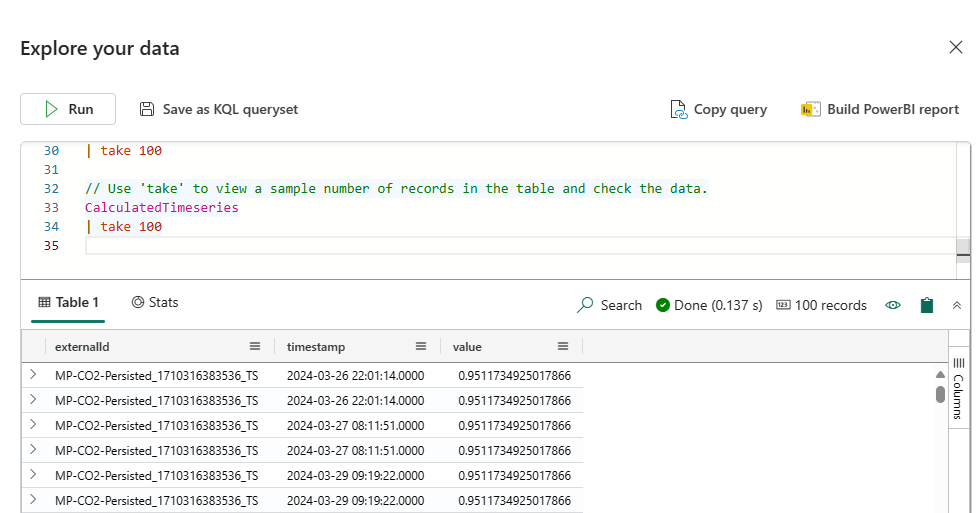 Explore your data
Run Save as KQL queryset Copy query Build PowerBI report
30 | take 100
31
32 // Use 'take' to view a sample number of records in the table and check the data.
33 CalculatedTimeseries
34 | take 100
35
Table 1 Stats Search Done (0.137 s) 123 100 records
externalId timestamp value
MP-CO2-Persisted_1710316383536_TS 2024-03-26 22:01:14.0000 0.9511734925017866
MP-CO2-Persisted_1710316383536_TS 2024-03-26 22:01:14.0000 0.9511734925017866
MP-CO2-Persisted_1710316383536_TS 2024-03-27 08:11:51.0000 0.9511734925017866
MP-CO2-Persisted_1710316383536_TS 2024-03-27 08:11:51.0000 0.9511734925017866
MP-CO2-Persisted_1710316383536_TS 2024-03-29 09:19:22.0000 0.9511734925017866
MP-CO2-Persisted_1710316383536_TS 2024-03-29 09:19:22.0000 0.9511734925017866
Columns